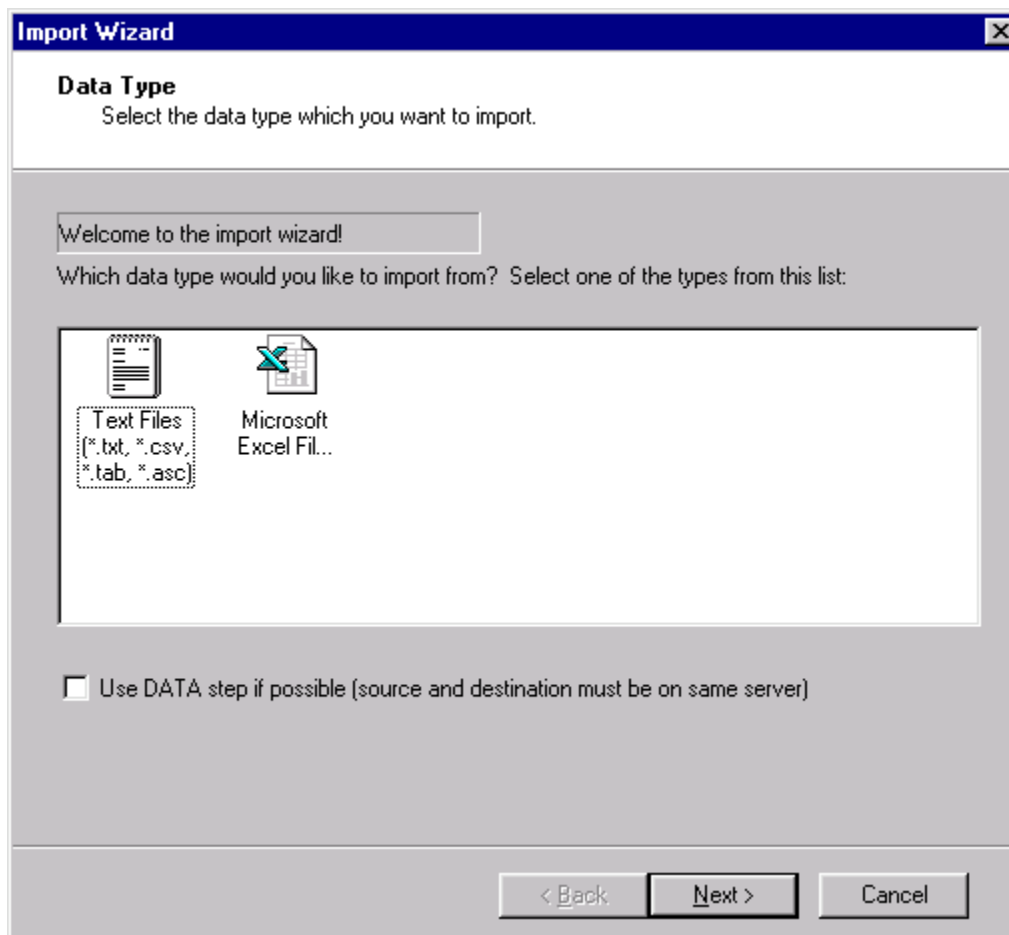 Import Wizard
Data Type
Select the data type which you want to import.
Welcome to the import wizard!
Which data type would you like to import from?  Select one of the types from this list:
Text Files
(*.txt, *.csv,
*.tab, *.asc)
Microsoft
Excel Fil...
Use DATA step if possible (source and destination must be on same server)
< Back
Next >
Cancel